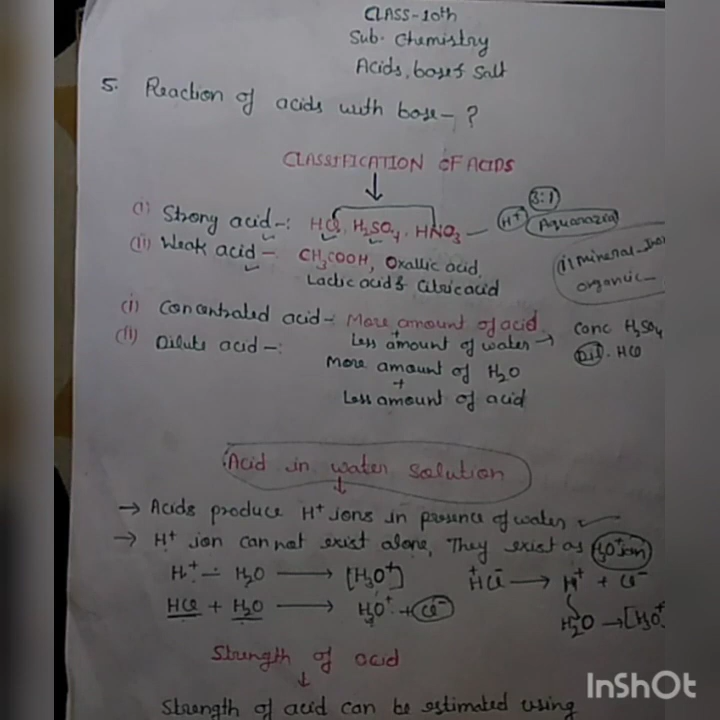 CLASS-10th
Sub- Chemistry
Acids, base & Salt
5. Reaction of acids with base- ?
CLASSIFICATION OF ACIDS
(i) Strong acid-: HCl, H2SO4, HNO3 - H+ 3:1 Aquarazia
(ii) Weak acid -: CH3COOH, Oxallic acid,
Lactic acid & Citric acid
(i) mineral-
organic-
(i) Concentrated acid-: More amount of acid
+
Less amount of water → conc H2SO4
(ii) Dilute acid-: Dil. HCl
More amount of H2O
+
Less amount of acid
Acid in water solution
→ Acids produce H+ ions in presence of water
→ H+ ion can not exist alone, They exist as H3O+ ion
H+ - H2O → [H3O+]
HCl + H2O → H3O+ + Cl-
+HCl- → H+ + Cl-
H2O → [H3O+
Strength of acid
Strength of acid can be estimated using
InShOt